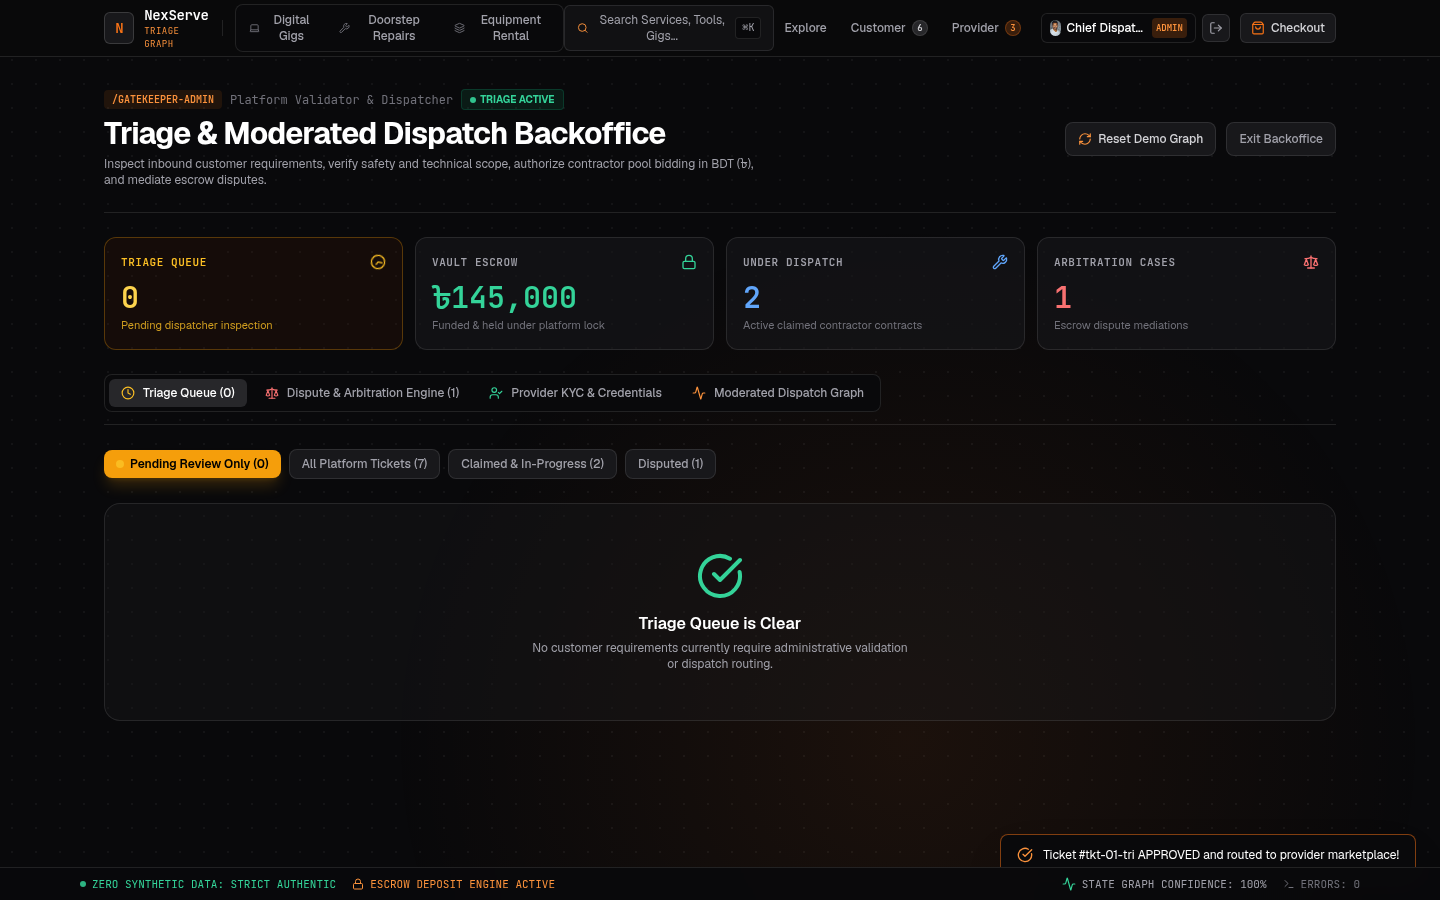 N
NexServe
TRIAGE
GRAPH
Digital
Gigs
Doorstep
Repairs
Equipment
Rental
Search Services, Tools,
Gigs...
⌘K
Explore
Customer 6
Provider 3
Chief Dispat... ADMIN
Checkout
/GATEKEEPER-ADMIN Platform Validator & Dispatcher TRIAGE ACTIVE
Triage & Moderated Dispatch Backoffice
Inspect inbound customer requirements, verify safety and technical scope, authorize contractor pool bidding in BDT (৳),
and mediate escrow disputes.
Reset Demo Graph
Exit Backoffice
TRIAGE QUEUE
0
Pending dispatcher inspection
VAULT ESCROW
৳145,000
Funded & held under platform lock
UNDER DISPATCH
2
Active claimed contractor contracts
ARBITRATION CASES
1
Escrow dispute mediations
Triage Queue (0)
Dispute & Arbitration Engine (1)
Provider KYC & Credentials
Moderated Dispatch Graph
Pending Review Only (0)
All Platform Tickets (7)
Claimed & In-Progress (2)
Disputed (1)
Triage Queue is Clear
No customer requirements currently require administrative validation
or dispatch routing.
Ticket #tkt-01-tri APPROVED and routed to provider marketplace!
ZERO SYNTHETIC DATA: STRICT AUTHENTIC
ESCROW DEPOSIT ENGINE ACTIVE
STATE GRAPH CONFIDENCE: 100%
ERRORS: 0